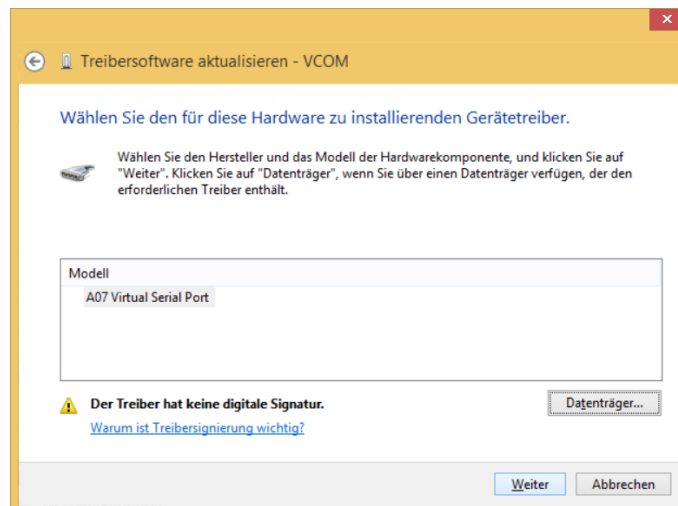 Treibersoftware aktualisieren - VCOM
Wählen Sie den für diese Hardware zu installierenden Gerätetreiber.
Wählen Sie den Hersteller und das Modell der Hardwarekomponente, und klicken Sie auf
"Weiter". Klicken Sie auf "Datenträger", wenn Sie über einen Datenträger verfügen, der den
erforderlichen Treiber enthält.
Modell
A07 Virtual Serial Port
Der Treiber hat keine digitale Signatur.
Datenträger...
Warum ist Treibersignierung wichtig?
Weiter
Abbrechen